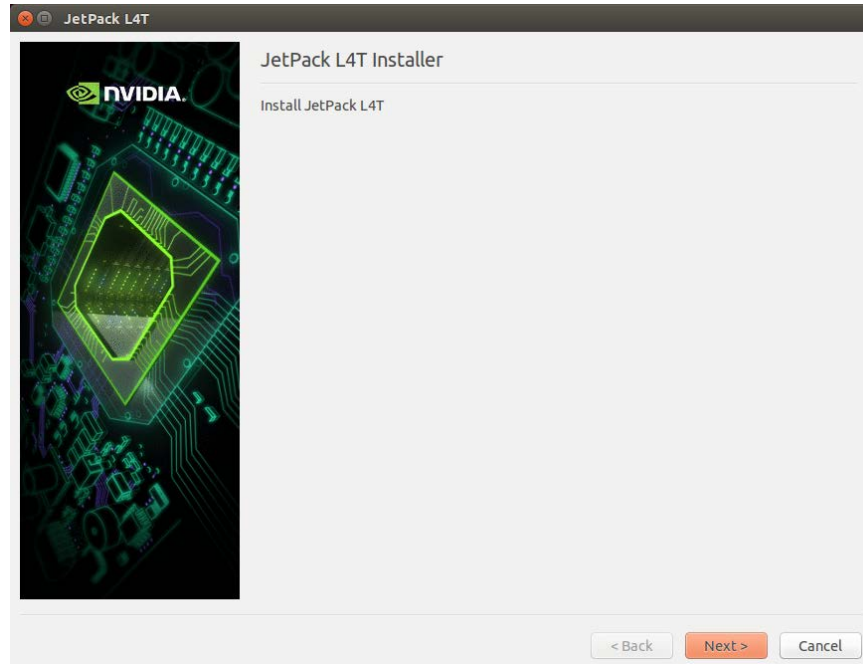 JetPack L4T
JetPack L4T Installer
NVIDIA.
Install JetPack L4T
< Back
Next >
Cancel